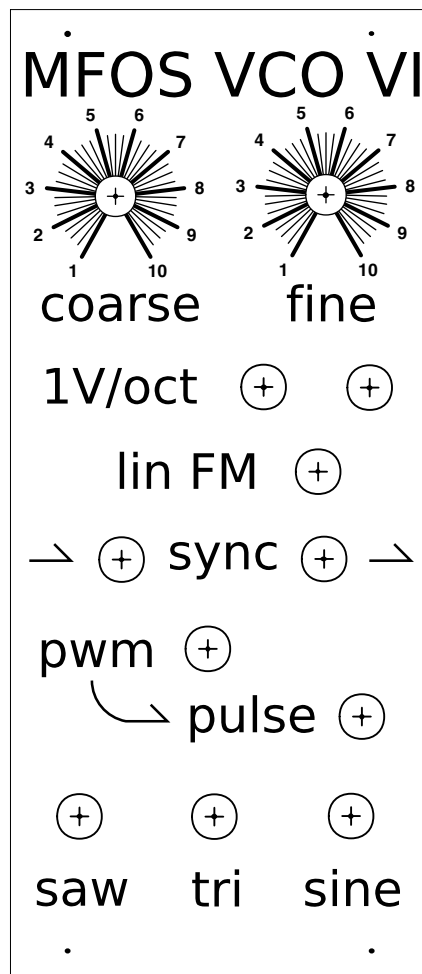 MFOS VCO VI
5 6 5 6
4 7 4 7
3 8 3 8
2 9 2 9
1 10 1 10
coarse fine
1V/oct
lin FM
sync
pwm
pulse
saw tri sine